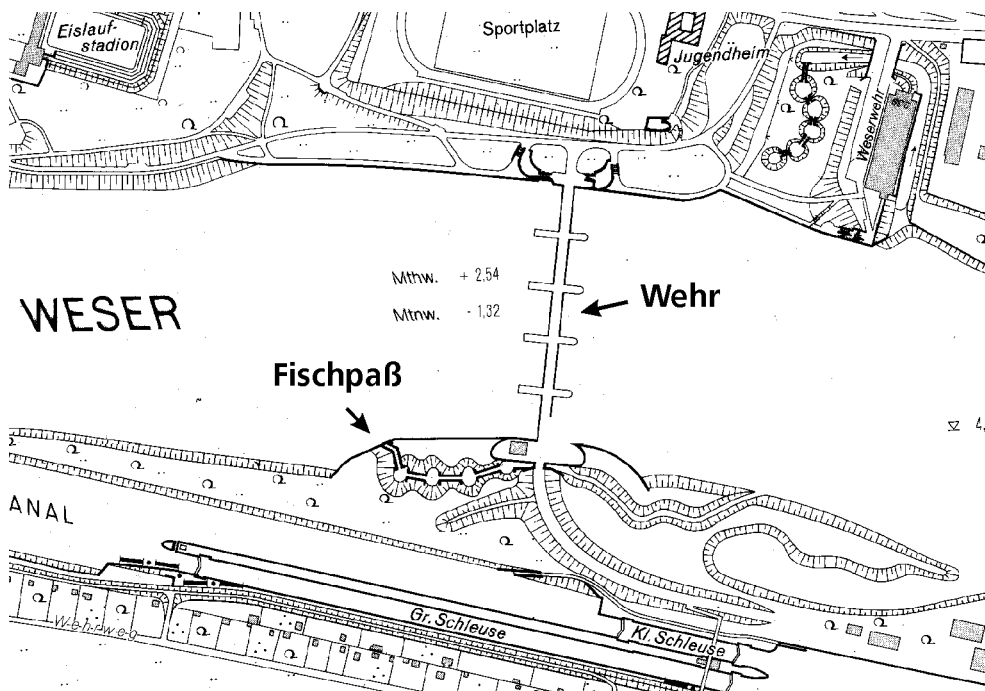 Eislauf-
stadion
Sportplatz
Jugendheim
Weserwehr
Mthw. + 2,54
Mtnw. - 1,32
WESER
Wehr
Fischpaß
4,
ANAL
Gr. Schleuse
Kl. Schleuse
Wehrweg